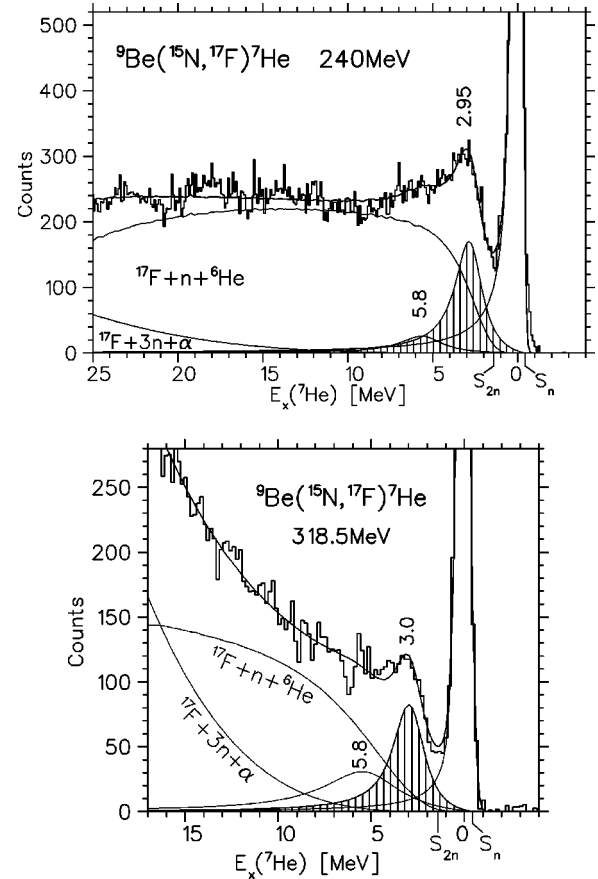 ⁹Be(¹⁵N,¹⁷F)⁷He 240MeV
500
400
300
200
100
0
Counts
2.95
5.8
¹⁷F+n+⁶He
¹⁷F+3n+α
25 20 15 10 5 S₂ₙ 0 Sₙ
Eₓ(⁷He) [MeV]
⁹Be(¹⁵N,¹⁷F)⁷He
318.5MeV
250
200
150
100
50
0
Counts
3.0
5.8
¹⁷F+n+⁶He
¹⁷F+3n+α
15 10 5 S₂ₙ 0 Sₙ
Eₓ(⁷He) [MeV]